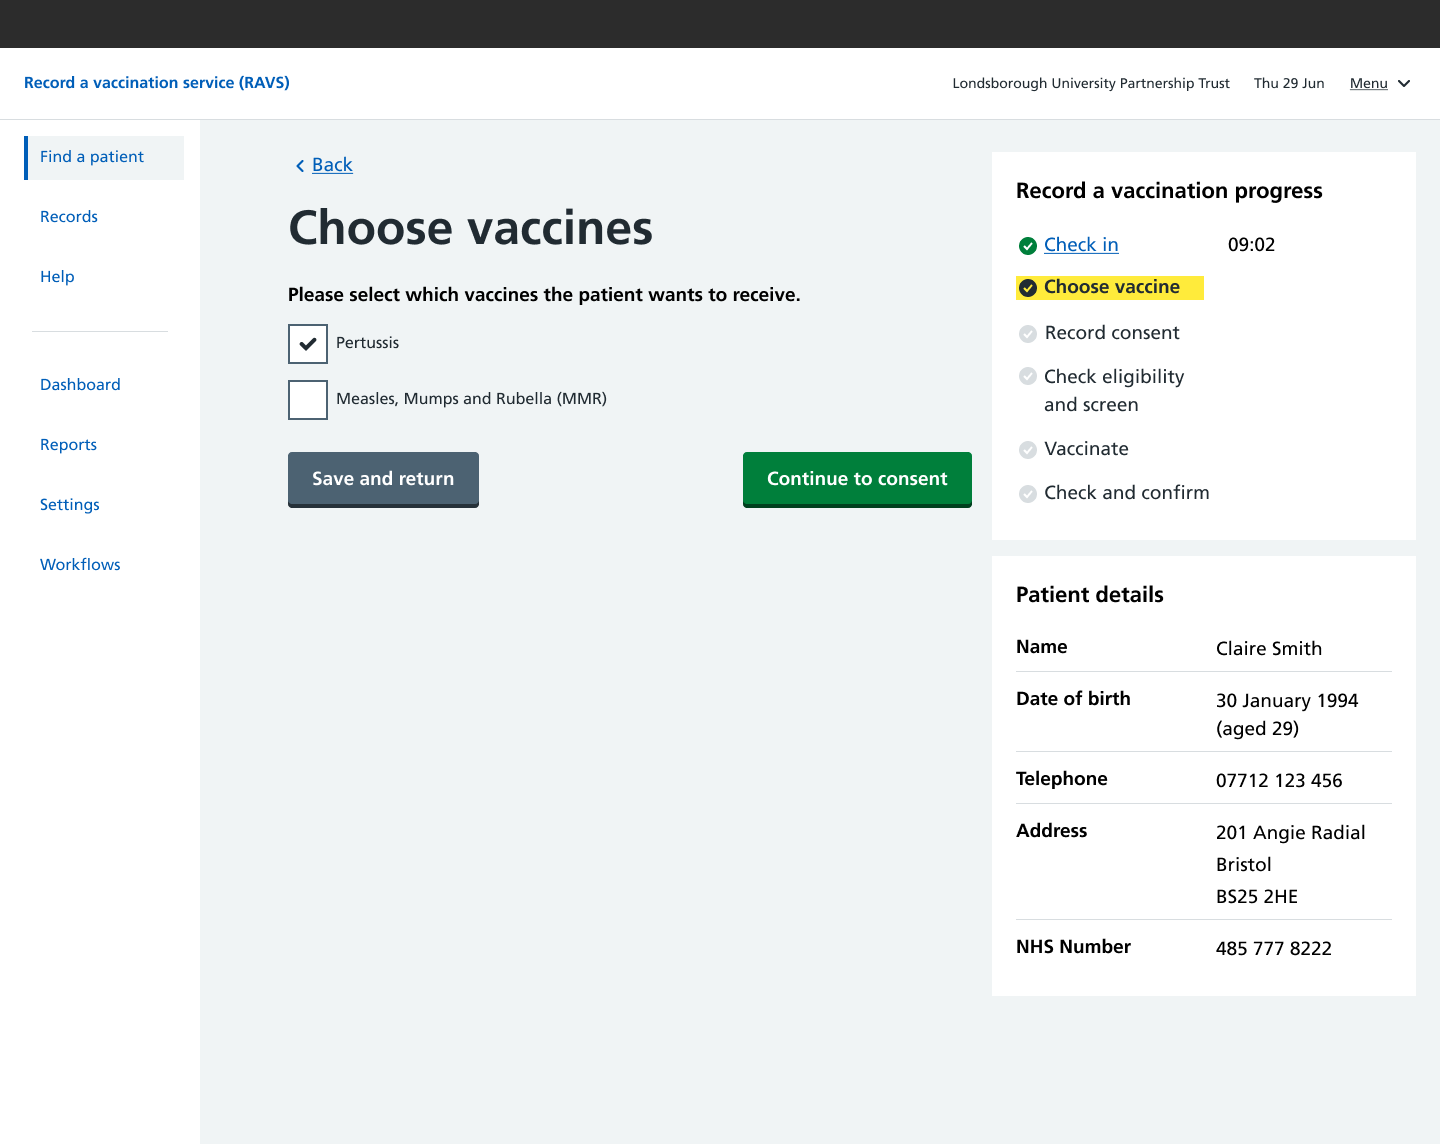 Record a vaccination service (RAVS)
Londsborough University Partnership Trust
Thu 29 Jun
Menu
Find a patient
Records
Help
Dashboard
Reports
Settings
Workflows
Back
Choose vaccines
Please select which vaccines the patient wants to receive.
Pertussis
Measles, Mumps and Rubella (MMR)
Save and return
Continue to consent
Record a vaccination progress
Check in 09:02
Choose vaccine
Record consent
Check eligibility
and screen
Vaccinate
Check and confirm
Patient details
Name Claire Smith
Date of birth 30 January 1994
(aged 29)
Telephone 07712 123 456
Address 201 Angie Radial
Bristol
BS25 2HE
NHS Number 485 777 8222